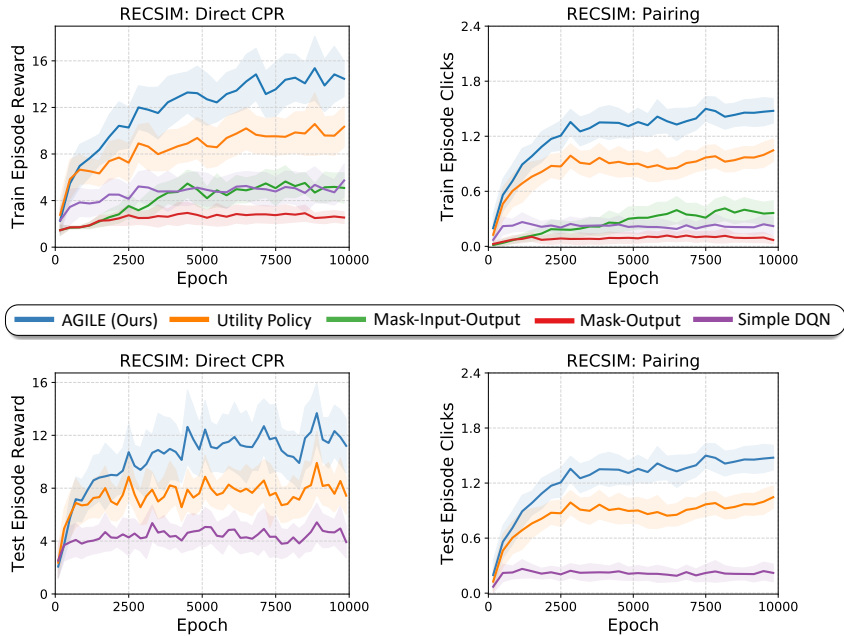 RECSIM: Direct CPR
RECSIM: Pairing
Train Episode Reward
16
12
8
4
0
0 2500 5000 7500 10000
Epoch
Train Episode Clicks
2.4
1.8
1.2
0.6
0.0
0 2500 5000 7500 10000
Epoch
AGILE (Ours) Utility Policy Mask-Input-Output Mask-Output Simple DQN
RECSIM: Direct CPR
RECSIM: Pairing
Test Episode Reward
16
12
8
4
0
0 2500 5000 7500 10000
Epoch
Test Episode Clicks
2.4
1.8
1.2
0.6
0.0
0 2500 5000 7500 10000
Epoch